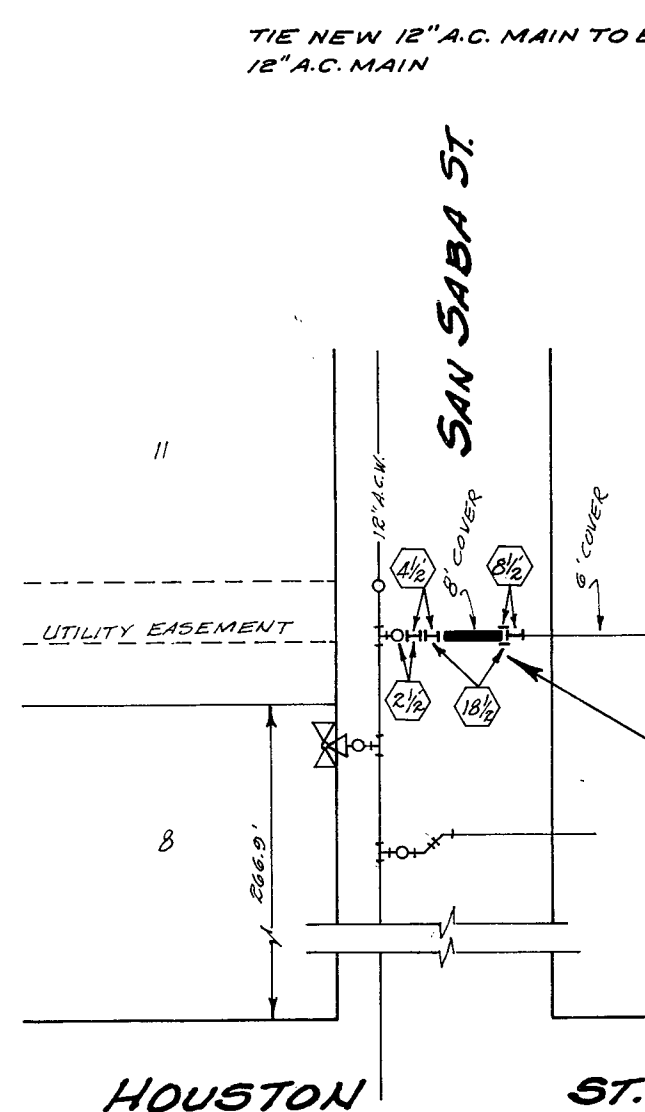 TIE NEW 12" A.C. MAIN TO
12" A.C. MAIN
SAN SABA ST.
11
12" A.C.W.
4½'
8' COVER
8½'
6' COVER
UTILITY EASEMENT
2½'
18½'
8
266.9'
HOUSTON ST.